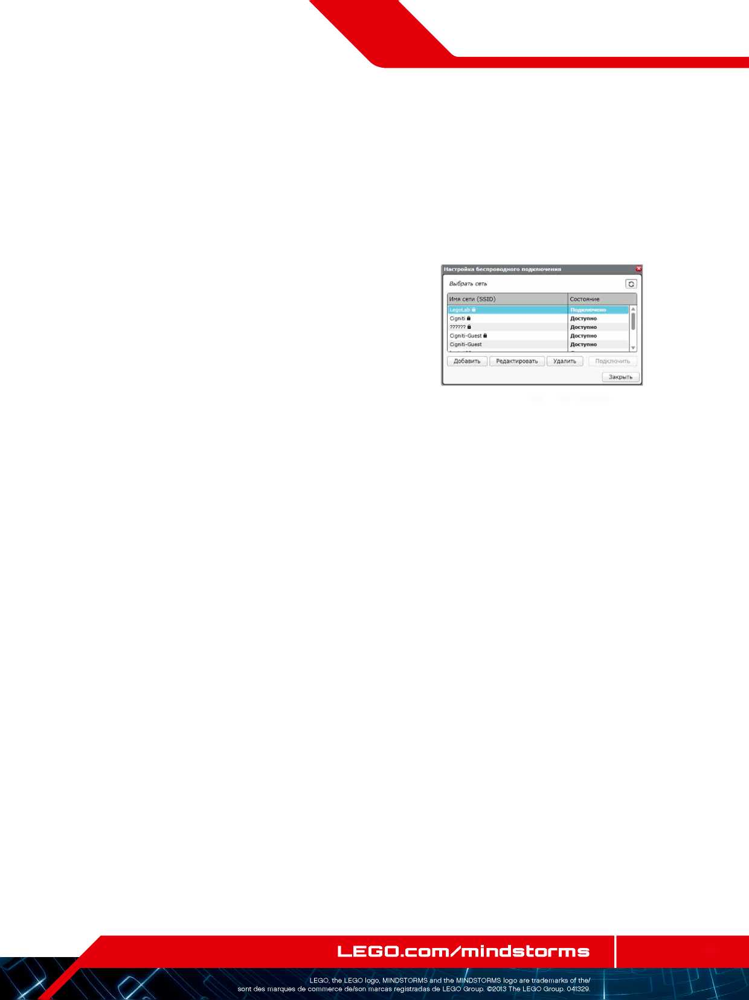 Настройка беспроводного подключения
Выбрать сеть
Имя сети (SSID) Состояние
LegoLab Подключено
Cigniti Доступно
?????? Доступно
Cigniti-Guest Доступно
Cigniti-Guest Доступно
Добавить Редактировать Удалить Подключить
Закрыть
LEGO.com/mindstorms
LEGO, the LEGO logo, MINDSTORMS and the MINDSTORMS logo are trademarks of the/
sont des marques de commerce de/son marcas registradas de LEGO Group. ©2013 The LEGO Group. 041329.